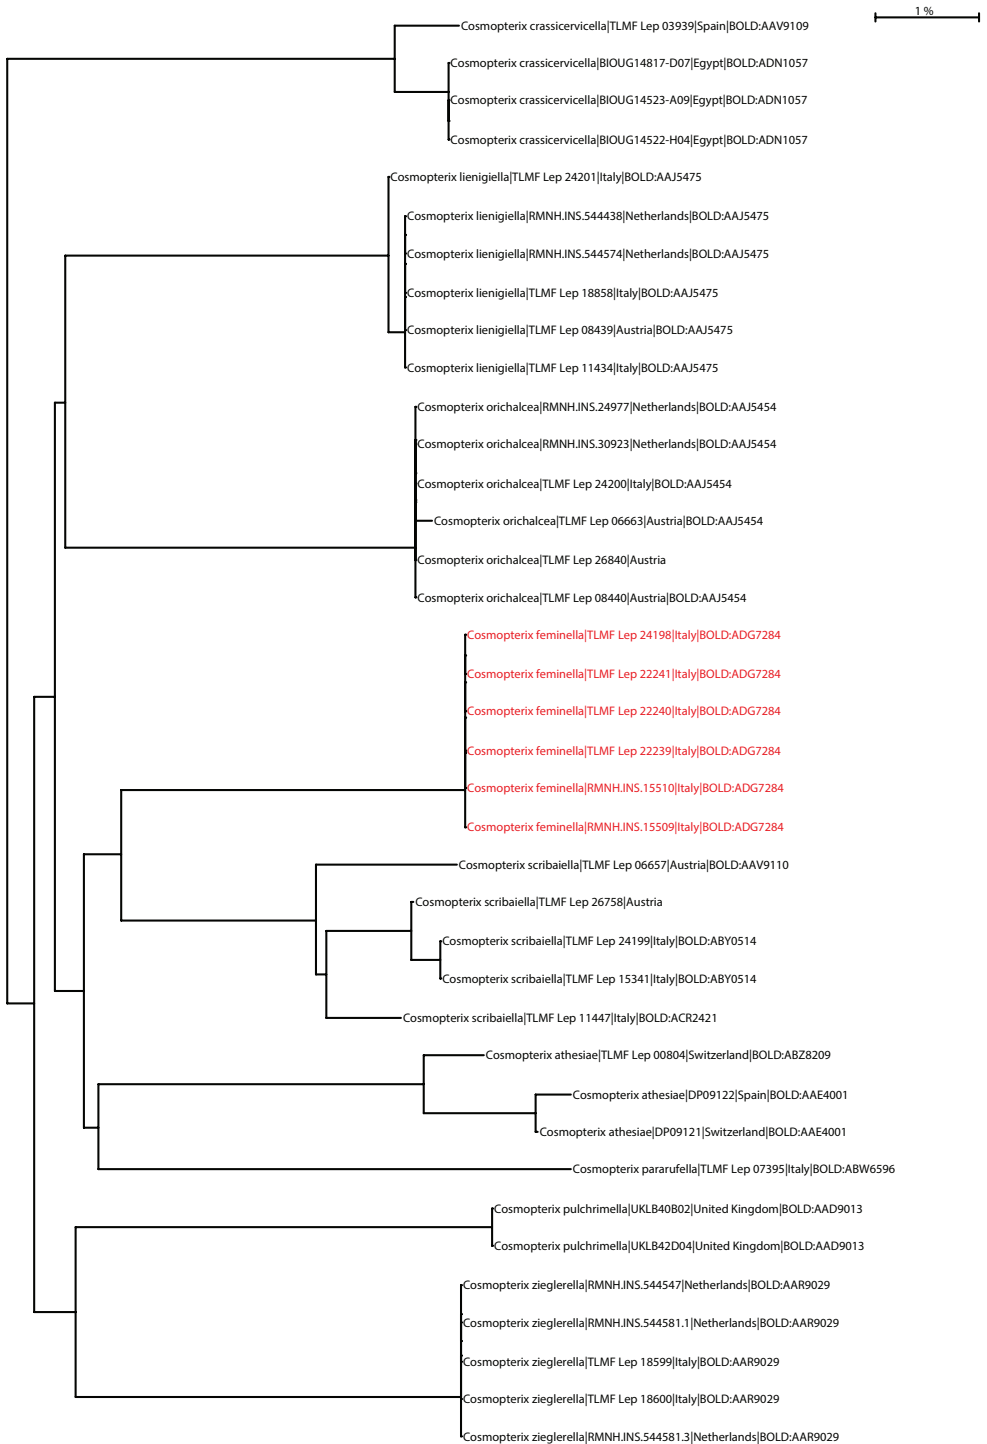 1 %
Cosmopterix crassicervicella|TLMF Lep 03939|Spain|BOLD:AAV9109
Cosmopterix crassicervicella|BIOUG14817-D07|Egypt|BOLD:ADN1057
Cosmopterix crassicervicella|BIOUG14523-A09|Egypt|BOLD:ADN1057
Cosmopterix crassicervicella|BIOUG14522-H04|Egypt|BOLD:ADN1057
Cosmopterix lienigiella|TLMF Lep 24201|Italy|BOLD:AAJ5475
Cosmopterix lienigiella|RMNH.INS.544438|Netherlands|BOLD:AAJ5475
Cosmopterix lienigiella|RMNH.INS.544574|Netherlands|BOLD:AAJ5475
Cosmopterix lienigiella|TLMF Lep 18858|Italy|BOLD:AAJ5475
Cosmopterix lienigiella|TLMF Lep 08439|Austria|BOLD:AAJ5475
Cosmopterix lienigiella|TLMF Lep 11434|Italy|BOLD:AAJ5475
Cosmopterix orichalcea|RMNH.INS.24977|Netherlands|BOLD:AAJ5454
Cosmopterix orichalcea|RMNH.INS.30923|Netherlands|BOLD:AAJ5454
Cosmopterix orichalcea|TLMF Lep 24200|Italy|BOLD:AAJ5454
Cosmopterix orichalcea|TLMF Lep 06663|Austria|BOLD:AAJ5454
Cosmopterix orichalcea|TLMF Lep 26840|Austria
Cosmopterix orichalcea|TLMF Lep 08440|Austria|BOLD:AAJ5454
Cosmopterix feminella|TLMF Lep 24198|Italy|BOLD:ADG7284
Cosmopterix feminella|TLMF Lep 22241|Italy|BOLD:ADG7284
Cosmopterix feminella|TLMF Lep 22240|Italy|BOLD:ADG7284
Cosmopterix feminella|TLMF Lep 22239|Italy|BOLD:ADG7284
Cosmopterix feminella|RMNH.INS.15510|Italy|BOLD:ADG7284
Cosmopterix feminella|RMNH.INS.15509|Italy|BOLD:ADG7284
Cosmopterix scribaiella|TLMF Lep 06657|Austria|BOLD:AAV9110
Cosmopterix scribaiella|TLMF Lep 26758|Austria
Cosmopterix scribaiella|TLMF Lep 24199|Italy|BOLD:ABY0514
Cosmopterix scribaiella|TLMF Lep 15341|Italy|BOLD:ABY0514
Cosmopterix scribaiella|TLMF Lep 11447|Italy|BOLD:ACR2421
Cosmopterix athesiae|TLMF Lep 00804|Switzerland|BOLD:ABZ8209
Cosmopterix athesiae|DP09122|Spain|BOLD:AAE4001
Cosmopterix athesiae|DP09121|Switzerland|BOLD:AAE4001
Cosmopterix pararufella|TLMF Lep 07395|Italy|BOLD:ABW6596
Cosmopterix pulchrimella|UKLB40B02|United Kingdom|BOLD:AAD9013
Cosmopterix pulchrimella|UKLB42D04|United Kingdom|BOLD:AAD9013
Cosmopterix zieglerella|RMNH.INS.544547|Netherlands|BOLD:AAR9029
Cosmopterix zieglerella|RMNH.INS.544581.1|Netherlands|BOLD:AAR9029
Cosmopterix zieglerella|TLMF Lep 18599|Italy|BOLD:AAR9029
Cosmopterix zieglerella|TLMF Lep 18600|Italy|BOLD:AAR9029
Cosmopterix zieglerella|RMNH.INS.544581.3|Netherlands|BOLD:AAR9029